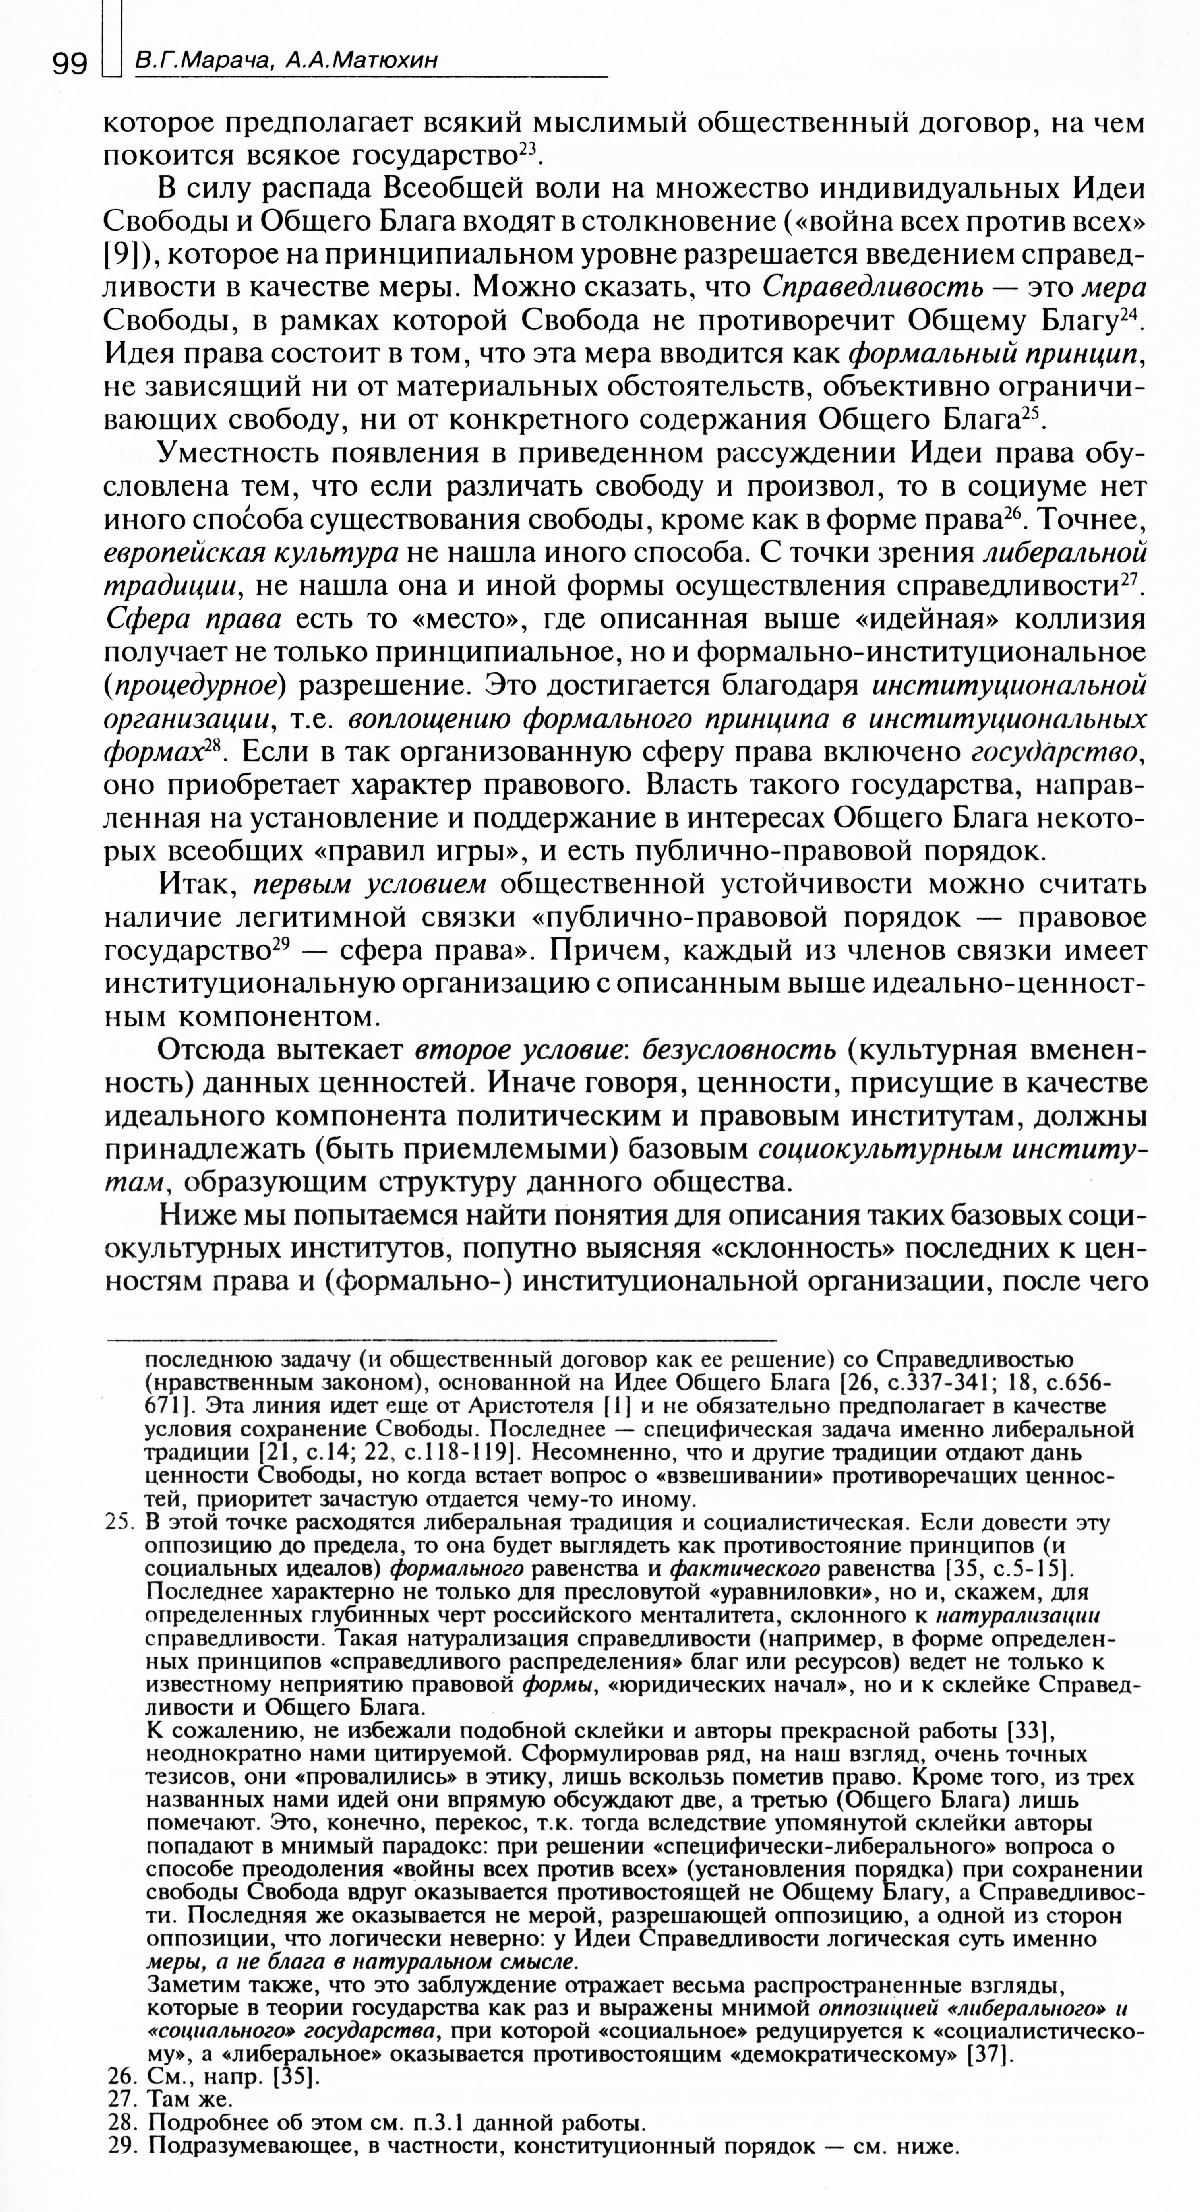 99 В.Г.Марача, А.А.Матюхин
которое предполагает всякий мыслимый общественный договор, на чем
покоится всякое государство²³.
В силу распада Всеобщей воли на множество индивидуальных Идеи
Свободы и Общего Блага входят в столкновение («война всех против всех»
[9]), которое на принципиальном уровне разрешается введением справед-
ливости в качестве меры. Можно сказать, что Справедливость — это мера
Свободы, в рамках которой Свобода не противоречит Общему Благу²⁴.
Идея права состоит в том, что эта мера вводится как формальный принцип,
не зависящий ни от материальных обстоятельств, объективно ограничи-
вающих свободу, ни от конкретного содержания Общего Блага²⁵.
Уместность появления в приведенном рассуждении Идеи права обу-
словлена тем, что если различать свободу и произвол, то в социуме нет
иного способа существования свободы, кроме как в форме права²⁶. Точнее,
европейская культура не нашла иного способа. С точки зрения либеральной
традиции, не нашла она и иной формы осуществления справедливости²⁷.
Сфера права есть то «место», где описанная выше «идейная» коллизия
получает не только принципиальное, но и формально-институциональное
(процедурное) разрешение. Это достигается благодаря институциональной
организации, т.е. воплощению формального принципа в институциональных
формах²⁸. Если в так организованную сферу права включено государство,
оно приобретает характер правового. Власть такого государства, направ-
ленная на установление и поддержание в интересах Общего Блага некото-
рых всеобщих «правил игры», и есть публично-правовой порядок.
Итак, первым условием общественной устойчивости можно считать
наличие легитимной связки «публично-правовой порядок — правовое
государство²⁹ — сфера права». Причем, каждый из членов связки имеет
институциональную организацию с описанным выше идеально-ценност-
ным компонентом.
Отсюда вытекает второе условие: безусловность (культурная вменен-
ность) данных ценностей. Иначе говоря, ценности, присущие в качестве
идеального компонента политическим и правовым институтам, должны
принадлежать (быть приемлемыми) базовым социокультурным институ-
там, образующим структуру данного общества.
Ниже мы попытаемся найти понятия для описания таких базовых соци-
окультурных институтов, попутно выясняя «склонность» последних к цен-
ностям права и (формально-) институциональной организации, после чего
последнюю задачу (и общественный договор как ее решение) со Справедливостью
(нравственным законом), основанной на Идее Общего Блага [26, с.337-341; 18, с.656-
671]. Эта линия идет еще от Аристотеля [1] и не обязательно предполагает в качестве
условия сохранение Свободы. Последнее — специфическая задача именно либеральной
традиции [21, с.14; 22, с.118-119]. Несомненно, что и другие традиции отдают дань
ценности Свободы, но когда встает вопрос о «взвешивании» противоречащих ценнос-
тей, приоритет зачастую отдается чему-то иному.
25. В этой точке расходятся либеральная традиция и социалистическая. Если довести эту
оппозицию до предела, то она будет выглядеть как противостояние принципов (и
социальных идеалов) формального равенства и фактического равенства [35, с.5-15].
Последнее характерно не только для пресловутой «уравниловки», но и, скажем, для
определенных глубинных черт российского менталитета, склонного к натурализации
справедливости. Такая натурализация справедливости (например, в форме определен-
ных принципов «справедливого распределения» благ или ресурсов) ведет не только к
известному неприятию правовой формы, «юридических начал», но и к склейке Справед-
ливости и Общего Блага.
К сожалению, не избежали подобной склейки и авторы прекрасной работы [33],
неоднократно нами цитируемой. Сформулировав ряд, на наш взгляд, очень точных
тезисов, они «провалились» в этику, лишь вскользь пометив право. Кроме того, из трех
названных нами идей они впрямую обсуждают две, а третью (Общего Блага) лишь
помечают. Это, конечно, перекос, т.к. тогда вследствие упомянутой склейки авторы
попадают в мнимый парадокс: при решении «специфически-либерального» вопроса о
способе преодоления «войны всех против всех» (установления порядка) при сохранении
свободы Свобода вдруг оказывается противостоящей не Общему Благу, а Справедливос-
ти. Последняя же оказывается не мерой, разрешающей оппозицию, а одной из сторон
оппозиции, что логически неверно: у Идеи Справедливости логическая суть именно
меры, а не блага в натуральном смысле.
Заметим также, что это заблуждение отражает весьма распространенные взгляды,
которые в теории государства как раз и выражены мнимой оппозицией «либерального» и
«социального» государства, при которой «социальное» редуцируется к «социалистическо-
му», а «либеральное» оказывается противостоящим «демократическому» [37].
26. См., напр. [35].
27. Там же.
28. Подробнее об этом см. п.3.1 данной работы.
29. Подразумевающее, в частности, конституционный порядок — см. ниже.